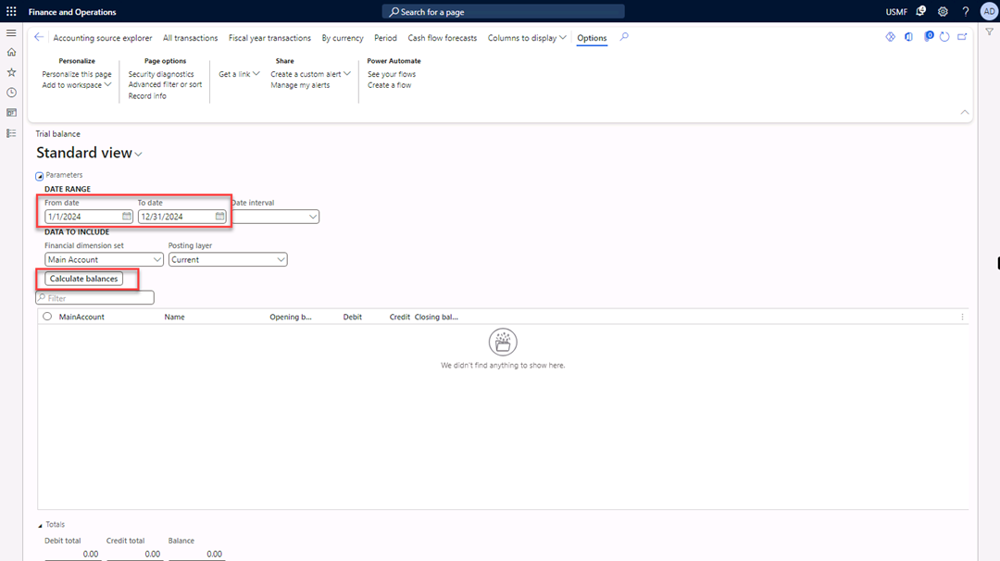 Finance and Operations
Search for a page
USMF
AD
Accounting source explorer All transactions Fiscal year transactions By currency Period Cash flow forecasts Columns to display Options
0
Personalize
Personalize this page
Add to workspace
Page options
Security diagnostics
Advanced filter or sort
Record info
Get a link
Share
Create a custom alert
Manage my alerts
Power Automate
See your flows
Create a flow
Trial balance
Standard view
Parameters
DATE RANGE
From date To date Date interval
1/1/2024 12/31/2024
DATA TO INCLUDE
Financial dimension set Posting layer
Main Account Current
Calculate balances
Filter
MainAccount Name Opening b... Debit Credit Closing bal...
We didn't find anything to show here.
Totals
Debit total Credit total Balance
0.00 0.00 0.00